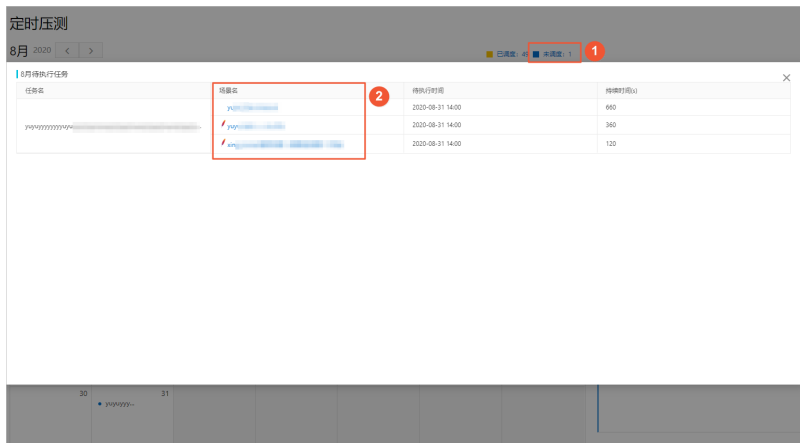 定时压测
8月 2020 < >
已调度: 49 未调度: 1 1
8月待执行任务
任务名 场景名 待执行时间 持续时间(s)
2
2020-08-31 14:00 660
2020-08-31 14:00 360
2020-08-31 14:00 120
30 31
yuyuyyy...